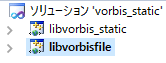 ソリューション 'vorbis_static'
libvorbis_static
libvorbisfile